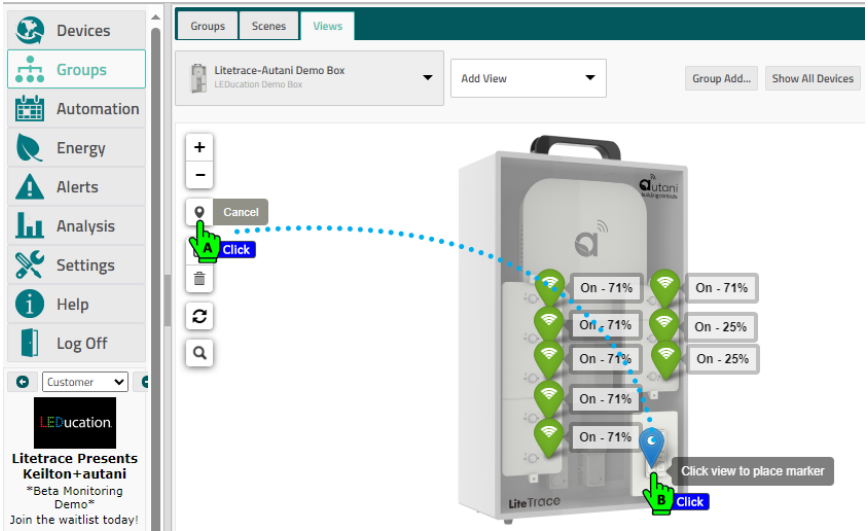 Devices
Groups
Automation
Energy
Alerts
Analysis
Settings
Help
Log Off
Customer
LEDucation.
Litetrace Presents
Keilton+autani
*Beta Monitoring
Demo*
Join the waitlist today!
Groups Scenes Views
Litetrace-Autani Demo Box
LEDucation Demo Box
Add View
Group Add...
Show All Devices
+
−
Cancel
A Click
autani
building controls
a
On - 71% On - 71%
On - 71% On - 25%
On - 71% On - 25%
On - 71%
On - 71%
Click view to place marker
B Click
LiteTrace